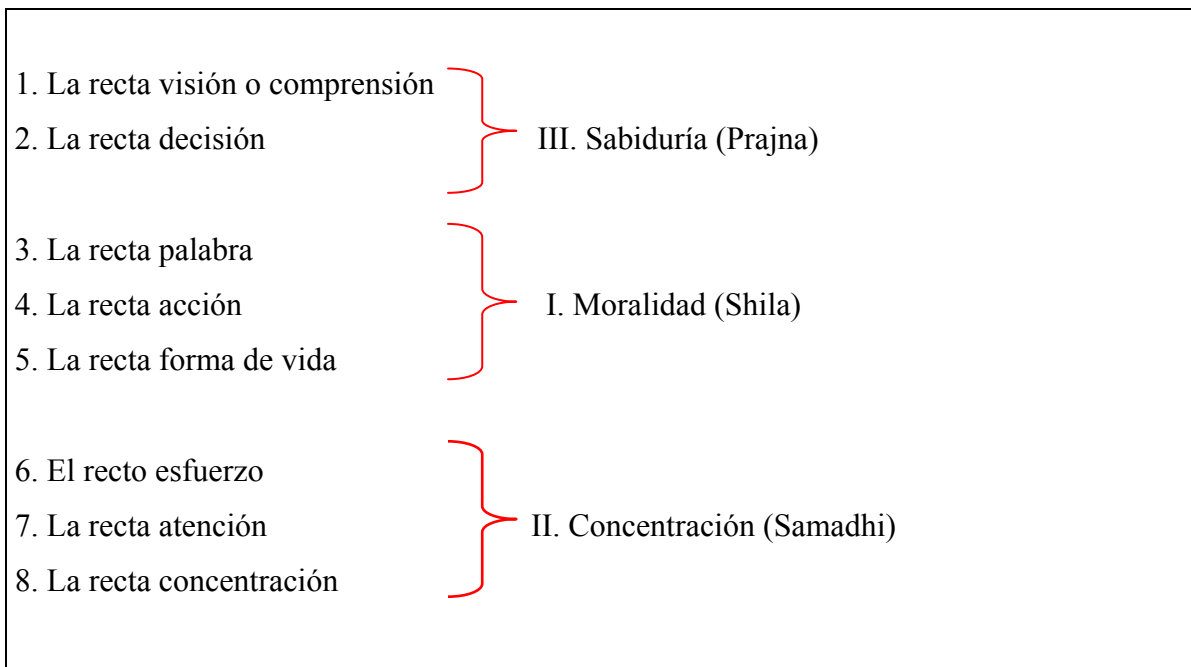 1. La recta visión o comprensión
2. La recta decisión III. Sabiduría (Prajna)
3. La recta palabra
4. La recta acción I. Moralidad (Shila)
5. La recta forma de vida
6. El recto esfuerzo
7. La recta atención II. Concentración (Samadhi)
8. La recta concentración